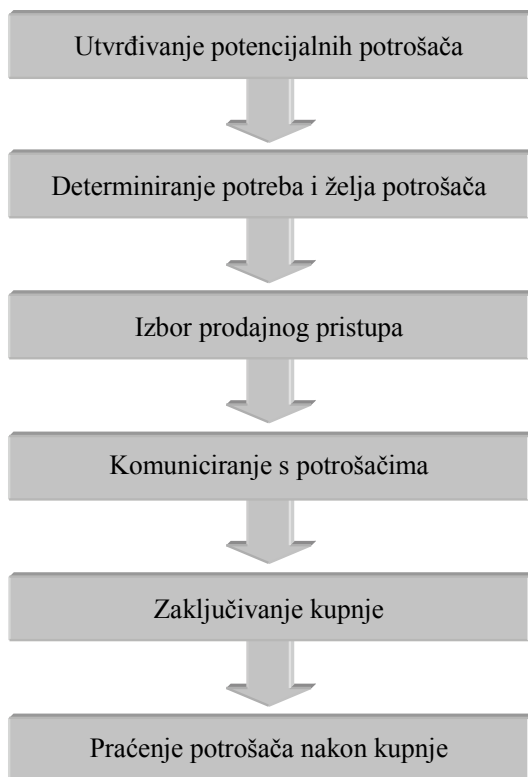 Utvrđivanje potencijalnih potrošača
Determiniranje potreba i želja potrošača
Izbor prodajnog pristupa
Komuniciranje s potrošačima
Zaključivanje kupnje
Praćenje potrošača nakon kupnje